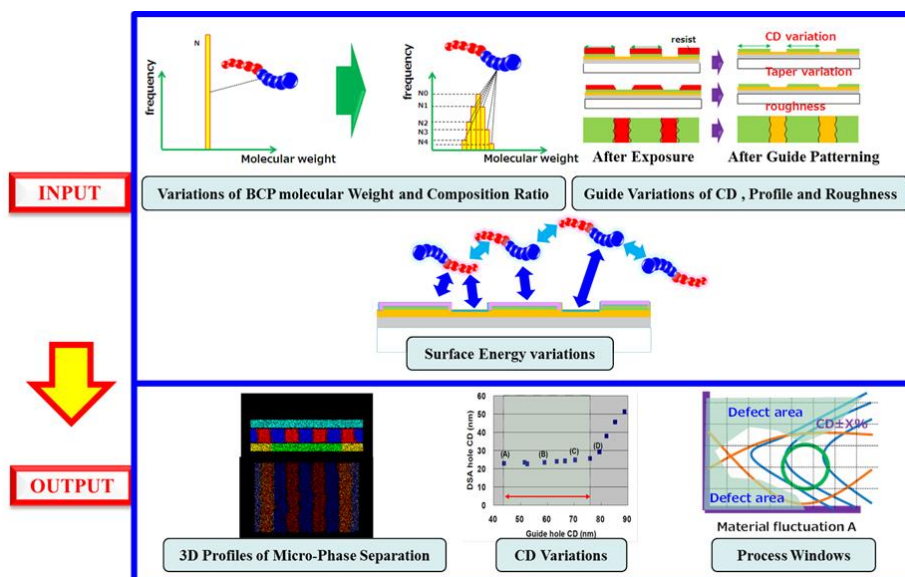 N
frequency
Molecular weight
frequency
N0
N1
N2
N3
N4
Molecular weight
resist
CD variation
Taper variation
roughness
After Exposure
After Guide Patterning
INPUT
Variations of BCP molecular Weight and Composition Ratio
Guide Variations of CD , Profile and Roughness
Surface Energy variations
OUTPUT
3D Profiles of Micro-Phase Separation
DSA hole CD (nm)
60
50
40
30
20
10
0
(A)
(B)
(C)
(D)
40 50 60 70 80 90
Guide hole CD (nm)
CD Variations
Defect area
CD±X%
Defect area
Material fluctuation A
Process Windows